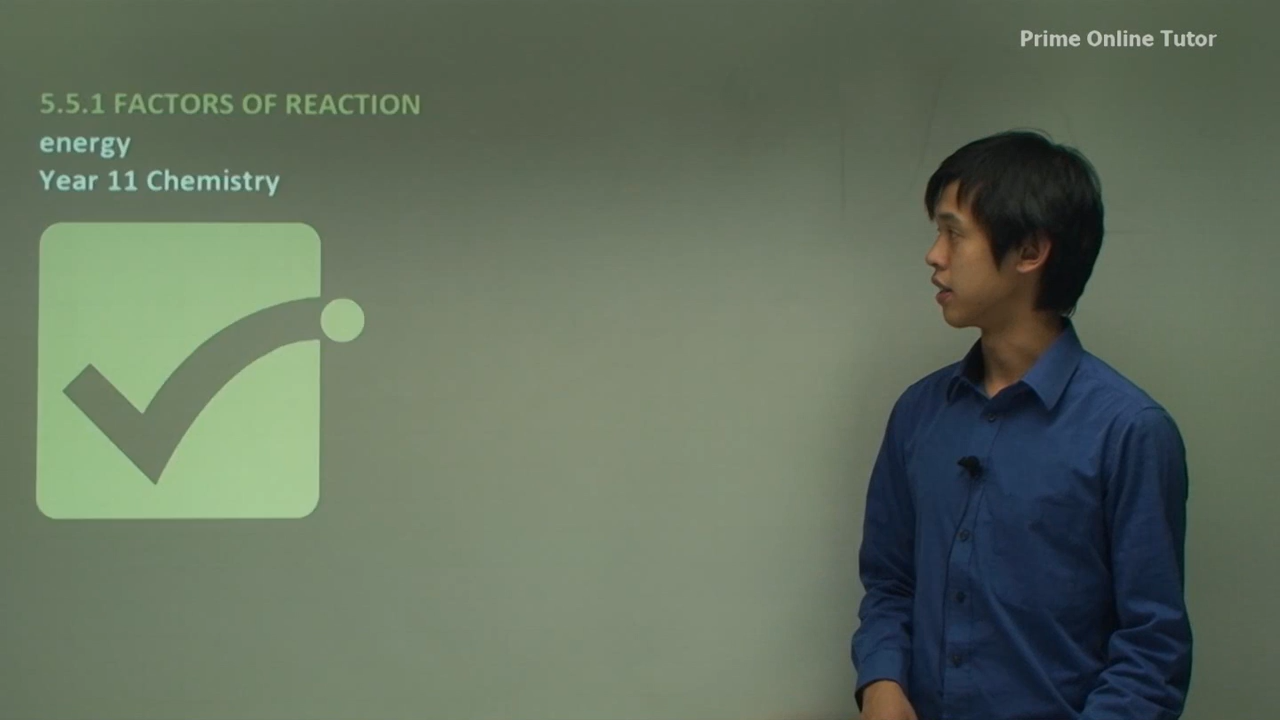 Prime Online Tutor
5.5.1 FACTORS OF REACTION
energy
Year 11 Chemistry